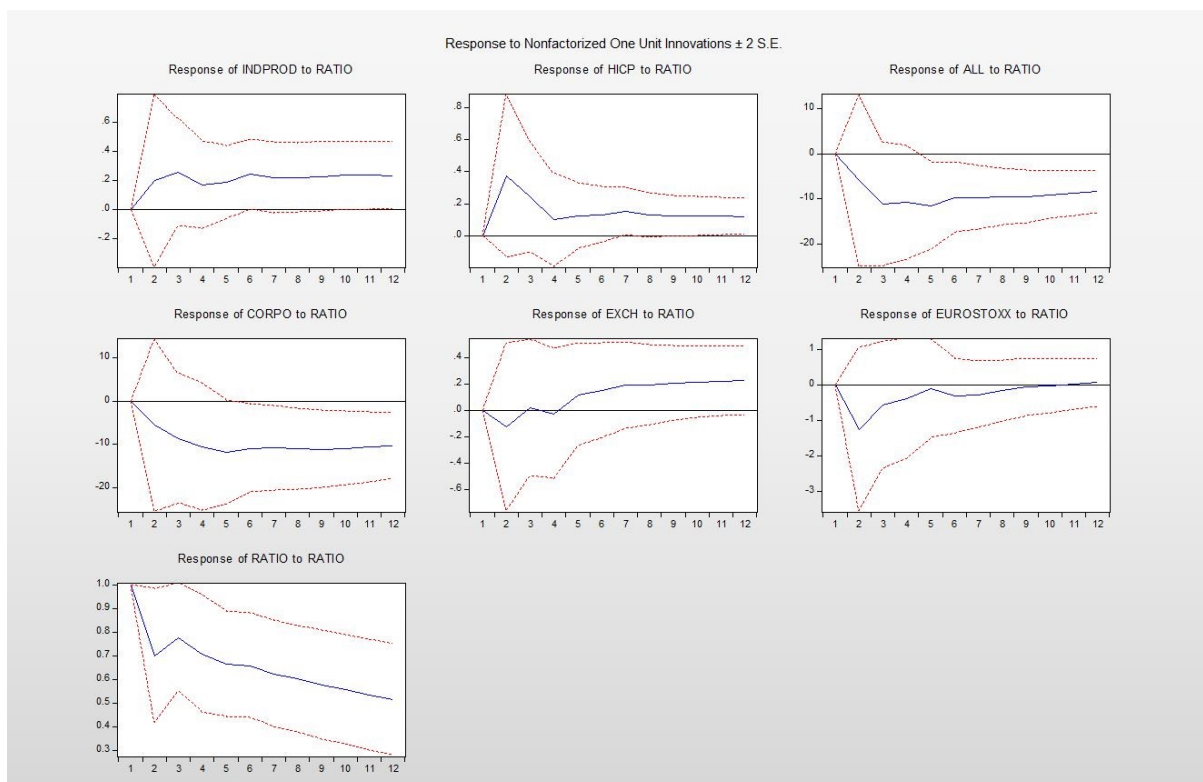 Response to Nonfactorized One Unit Innovations ± 2 S.E.
Response of INDPROD to RATIO
.6
.4
.2
.0
-.2
1 2 3 4 5 6 7 8 9 10 11 12
Response of HICP to RATIO
.8
.6
.4
.2
.0
1 2 3 4 5 6 7 8 9 10 11 12
Response of ALL to RATIO
10
0
-10
-20
1 2 3 4 5 6 7 8 9 10 11 12
Response of CORPO to RATIO
10
0
-10
-20
1 2 3 4 5 6 7 8 9 10 11 12
Response of EXCH to RATIO
.4
.2
.0
-.2
-.4
-.6
1 2 3 4 5 6 7 8 9 10 11 12
Response of EUROSTOXX to RATIO
1
0
-1
-2
-3
1 2 3 4 5 6 7 8 9 10 11 12
Response of RATIO to RATIO
1.0
0.9
0.8
0.7
0.6
0.5
0.4
0.3
1 2 3 4 5 6 7 8 9 10 11 12